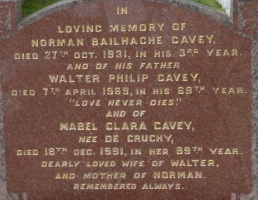 IN
LOVING MEMORY OF
NORMAN BAILHACHE CAVEY,
DIED 27TH OCT. 1931, IN HIS 3RD YEAR.
AND OF HIS FATHER
WALTER PHILIP CAVEY,
DIED 7TH APRIL 1969, IN HIS 69TH YEAR.
"LOVE NEVER DIES."
AND OF
MABEL CLARA CAVEY,
NÉE DE GRUCHY,
DIED 18TH DEC. 1991, IN HER 89TH YEAR.
DEARLY LOVED WIFE OF WALTER,
AND MOTHER OF NORMAN.
REMEMBERED ALWAYS.